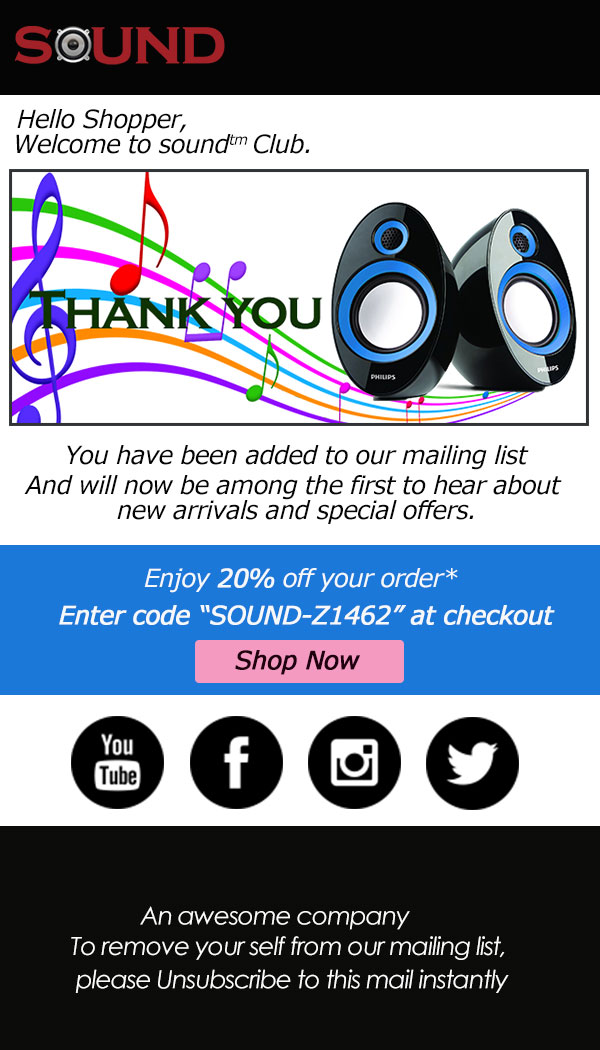 SOUND
Hello Shopper,
Welcome to soundtm Club.
THANK YOU
PHILIPS
PHILIPS
You have been added to our mailing list
And will now be among the first to hear about
new arrivals and special offers.
Enjoy 20% off your order*
Enter code “SOUND-Z1462” at checkout
Shop Now
You
Tube
f
An awesome company
To remove your self from our mailing list,
please Unsubscribe to this mail instantly